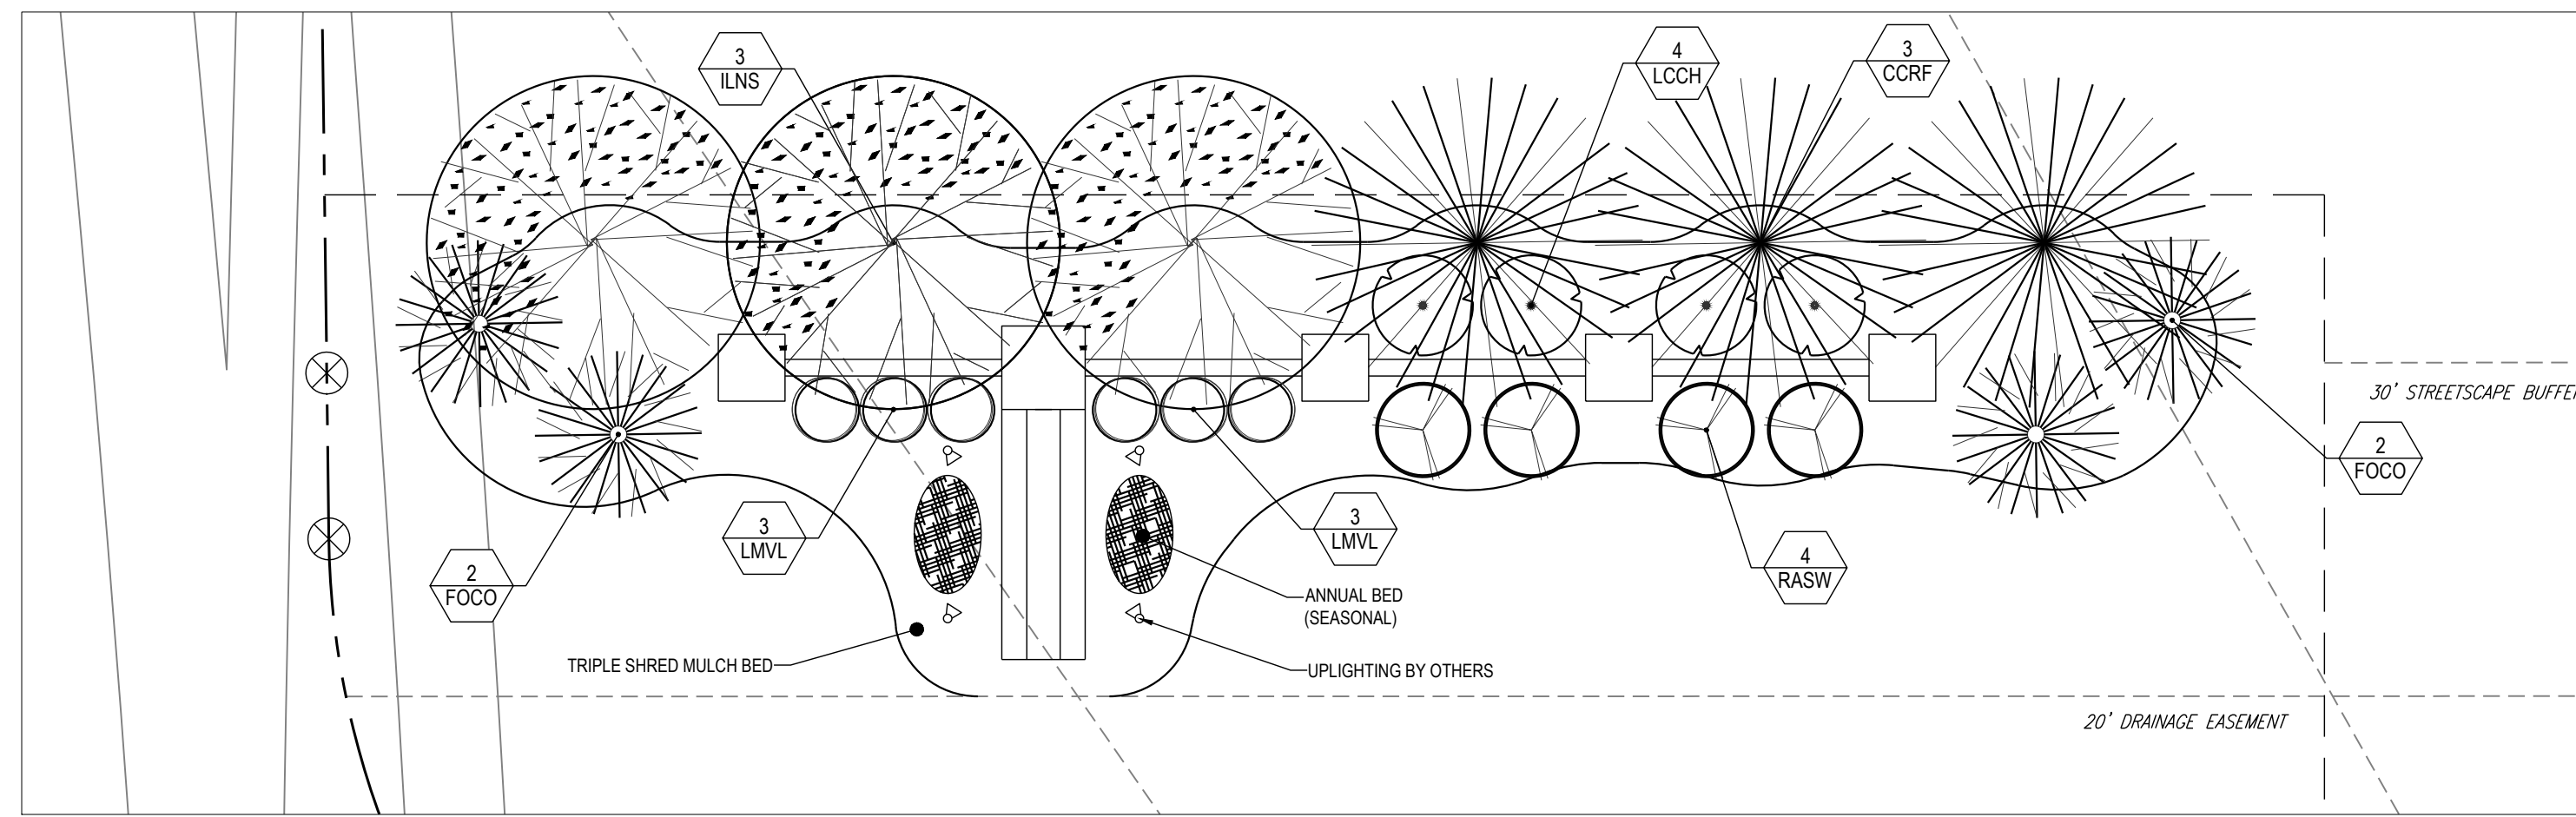 3
ILNS
4
LCCH
3
CCRF
30' STREETSCAPE BUFFER
2
FOCO
3
LMVL
3
LMVL
4
RASW
2
FOCO
ANNUAL BED
(SEASONAL)
TRIPLE SHRED MULCH BED
UPLIGHTING BY OTHERS
20' DRAINAGE EASEMENT